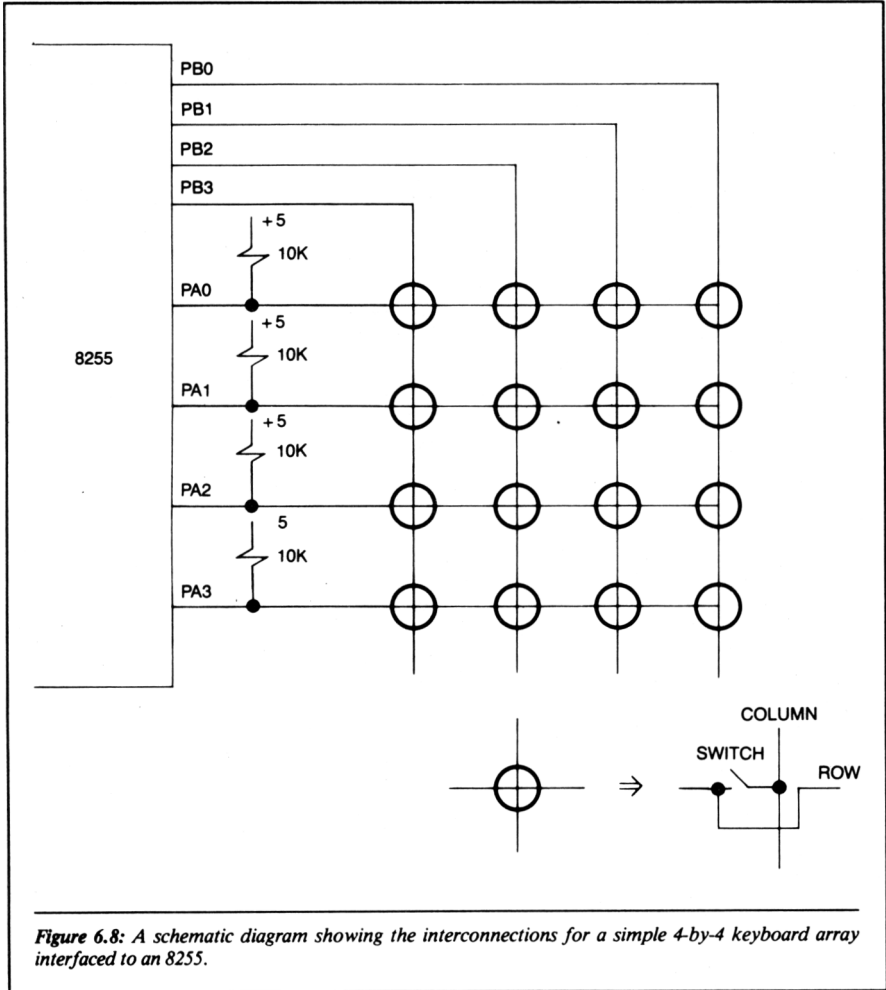 PB0
PB1
PB2
PB3
+5
10K
PA0
+5
10K
8255
PA1
+5
10K
PA2
5
10K
PA3
COLUMN
SWITCH
ROW
Figure 6.8: A schematic diagram showing the interconnections for a simple 4-by-4 keyboard array
interfaced to an 8255.